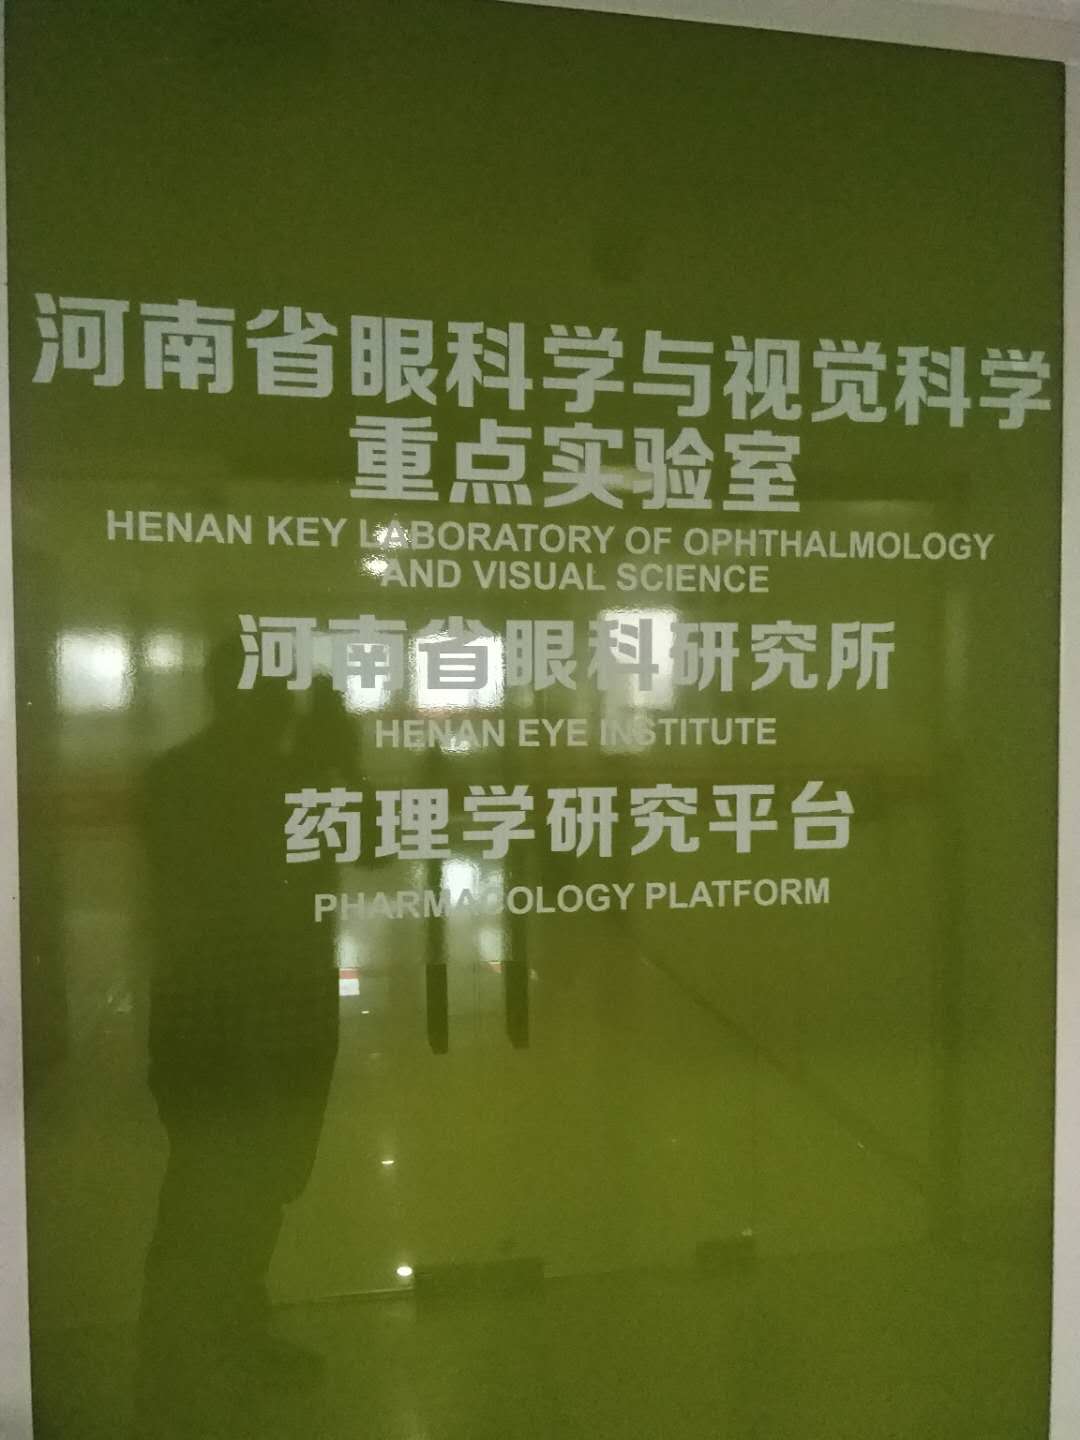 河南省眼科学与视觉科学
重点实验室
HENAN KEY LABORATORY OF OPHTHALMOLOGY
AND VISUAL SCIENCE
河南省眼科研究所
HENAN EYE INSTITUTE
药理学研究平台
PHARMACOLOGY PLATFORM